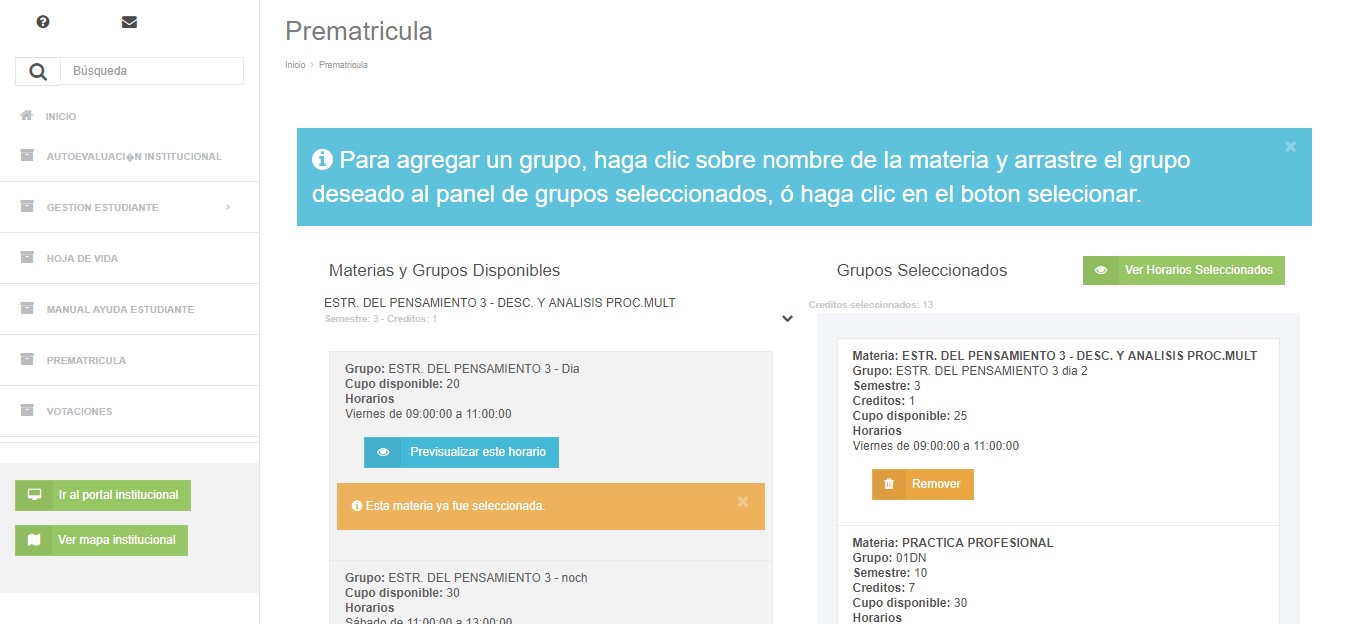 Búsqueda
INICIO
AUTOEVALUACI�N INSTITUCIONAL
GESTION ESTUDIANTE
HOJA DE VIDA
MANUAL AYUDA ESTUDIANTE
PREMATRICULA
VOTACIONES
Ir al portal institucional
Ver mapa institucional
Prematricula
Inicio > Prematricula
Para agregar un grupo, haga clic sobre nombre de la materia y arrastre el grupo
deseado al panel de grupos seleccionados, ó haga clic en el boton selecionar.
Materias y Grupos Disponibles
ESTR. DEL PENSAMIENTO 3 - DESC. Y ANALISIS PROC.MULT
Semestre: 3 - Creditos: 1
Grupo: ESTR. DEL PENSAMIENTO 3 - Dia
Cupo disponible: 20
Horarios
Viernes de 09:00:00 a 11:00:00
Previsualizar este horario
Esta materia ya fue seleccionada.
Grupo: ESTR. DEL PENSAMIENTO 3 - noch
Cupo disponible: 30
Horarios
Sábado de 11:00:00 a 13:00:00
Grupos Seleccionados
Ver Horarios Seleccionados
Creditos seleccionados: 13
Materia: ESTR. DEL PENSAMIENTO 3 - DESC. Y ANALISIS PROC.MULT
Grupo: ESTR. DEL PENSAMIENTO 3 dia 2
Semestre: 3
Creditos: 1
Cupo disponible: 25
Horarios
Viernes de 09:00:00 a 11:00:00
Remover
Materia: PRACTICA PROFESIONAL
Grupo: 01DN
Semestre: 10
Creditos: 7
Cupo disponible: 30
Horarios